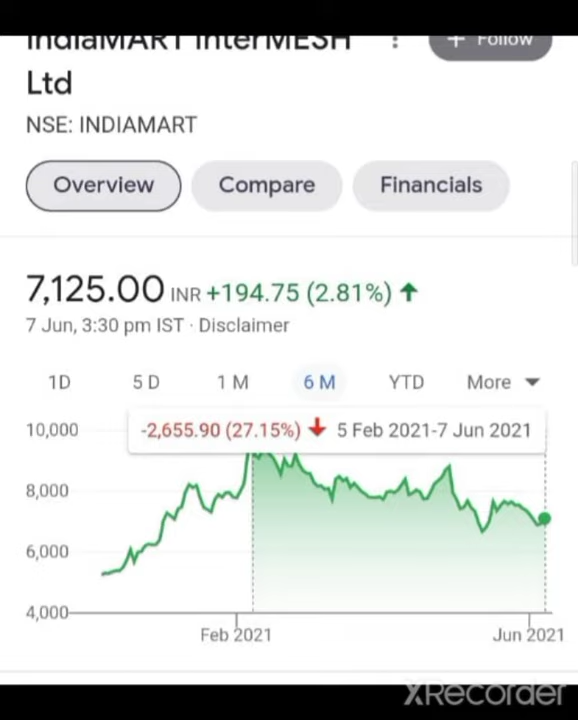 IndiaMART InterMESH
Follow
Ltd
NSE: INDIAMART
Overview
Compare
Financials
7,125.00 INR +194.75 (2.81%) ↑
7 Jun, 3:30 pm IST · Disclaimer
1D 5D 1M 6M YTD More
-2,655.90 (27.15%) ↓ 5 Feb 2021-7 Jun 2021
10,000
8,000
6,000
4,000
Feb 2021
Jun 2021
XRecorder